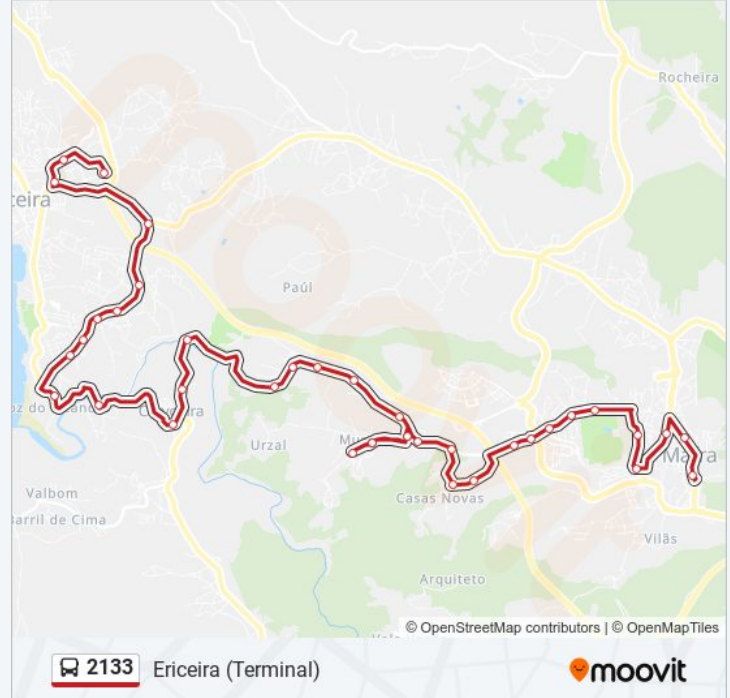 Rocheira
ceira
Paúl
Urzal
Mafra
Casas Novas
Valbom
Barril de Cima
Vilãs
Arquiteto
© OpenStreetMap contributors | © OpenMapTiles
2133 Ericeira (Terminal)
moovit